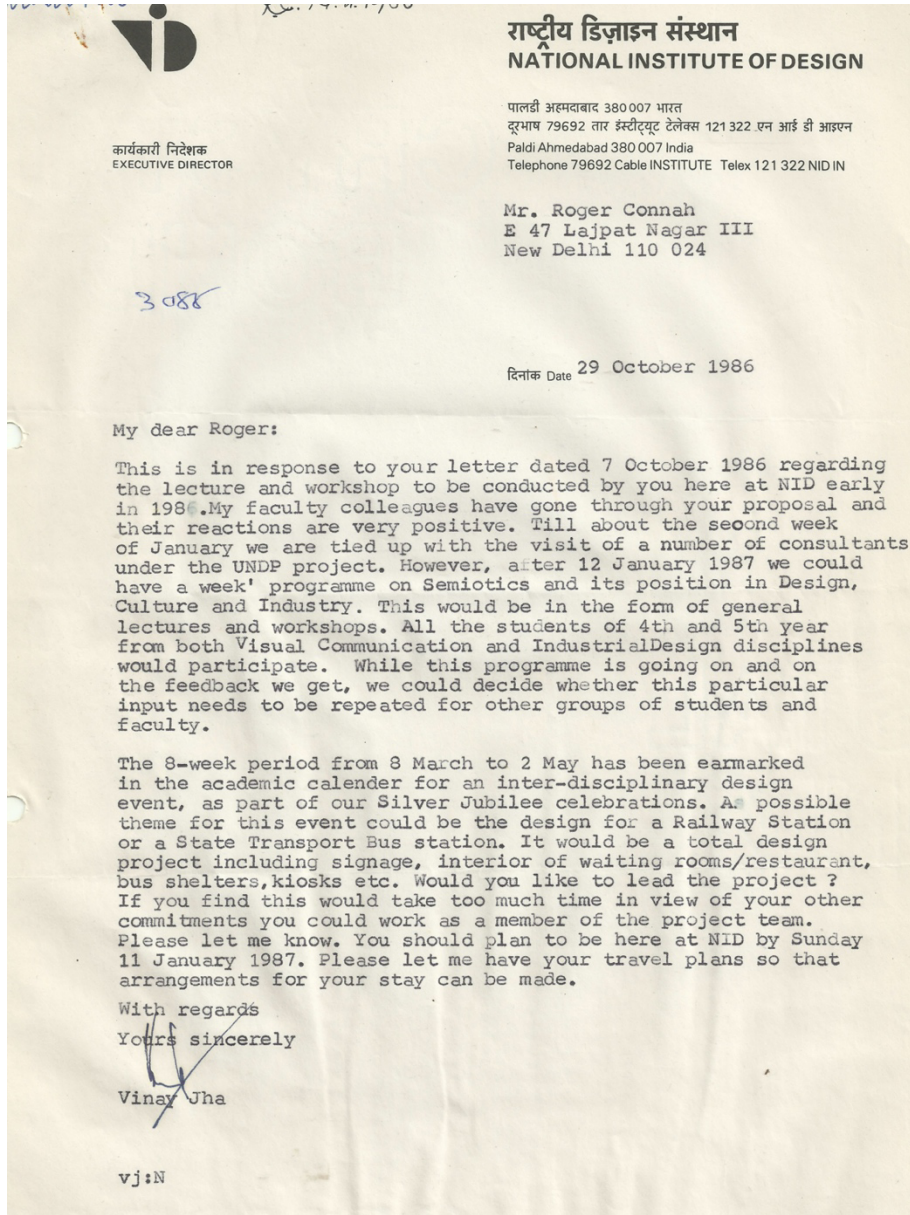 राष्ट्रीय डिज़ाइन संस्थान
NATIONAL INSTITUTE OF DESIGN
पालडी अहमदाबाद 380 007 भारत
दूरभाष 79692 तार इंस्टीट्यूट टेलेक्स 121 322 एन आई डी आइएन
Paldi Ahmedabad 380 007 India
Telephone 79692 Cable INSTITUTE Telex 121 322 NID IN
कार्यकारी निदेशक
EXECUTIVE DIRECTOR
Mr. Roger Connah
E 47 Lajpat Nagar III
New Delhi 110 024
दिनांक Date 29 October 1986
My dear Roger:
This is in response to your letter dated 7 October 1986 regarding
the lecture and workshop to be conducted by you here at NID early
in 1986.My faculty colleagues have gone through your proposal and
their reactions are very positive. Till about the second week
of January we are tied up with the visit of a number of consultants
under the UNDP project. However, after 12 January 1987 we could
have a week' programme on Semiotics and its position in Design,
Culture and Industry. This would be in the form of general
lectures and workshops. All the students of 4th and 5th year
from both Visual Communication and IndustrialDesign disciplines
would participate. While this programme is going on and on
the feedback we get, we could decide whether this particular
input needs to be repeated for other groups of students and
faculty.
The 8-week period from 8 March to 2 May has been earmarked
in the academic calender for an inter-disciplinary design
event, as part of our Silver Jubilee celebrations. A possible
theme for this event could be the design for a Railway Station
or a State Transport Bus station. It would be a total design
project including signage, interior of waiting rooms/restaurant,
bus shelters,kiosks etc. Would you like to lead the project ?
If you find this would take too much time in view of your other
commitments you could work as a member of the project team.
Please let me know. You should plan to be here at NID by Sunday
11 January 1987. Please let me have your travel plans so that
arrangements for your stay can be made.
With regards
Yours sincerely
Vinay Jha
vj:N